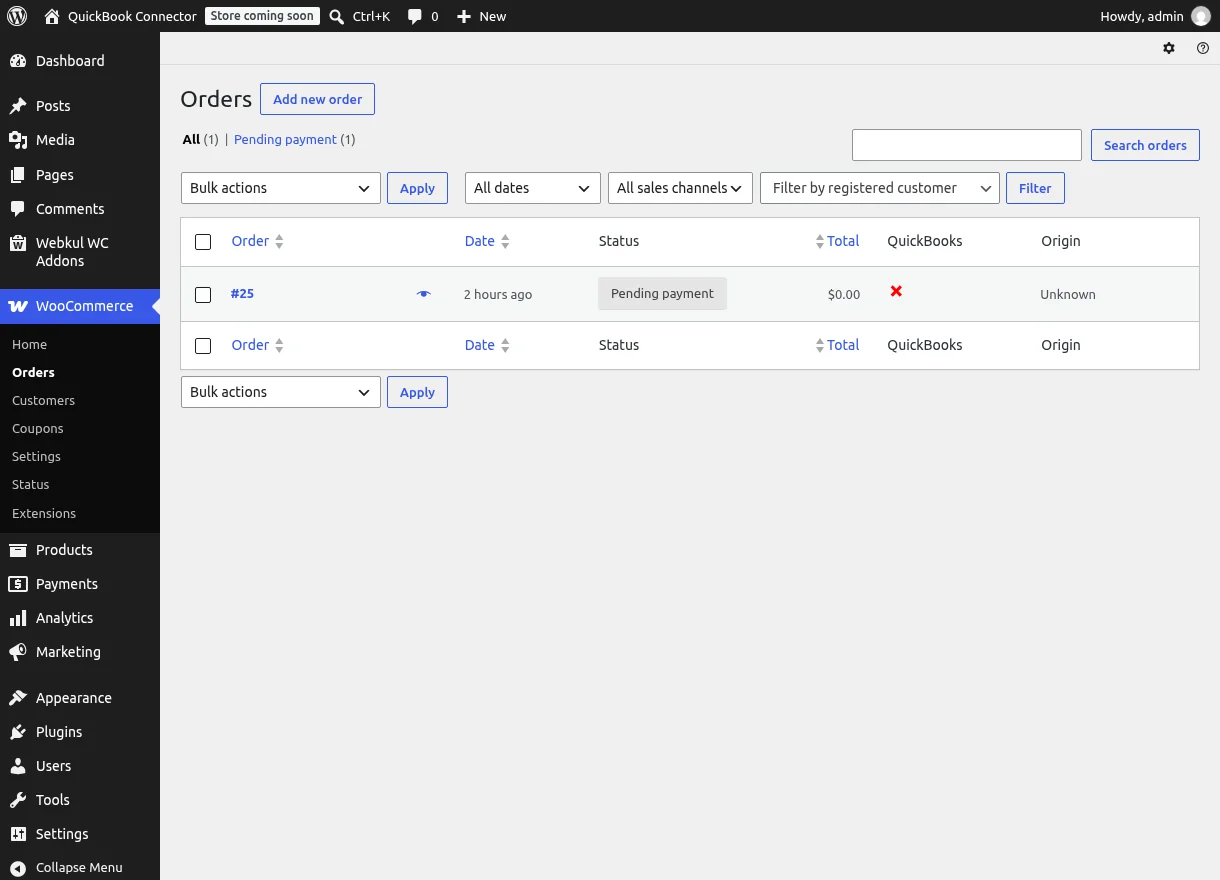 QuickBook Connector Store coming soon Ctrl+K 0 New Howdy, admin
Dashboard
Posts
Media
Pages
Comments
Webkul WC
Addons
WooCommerce
Home
Orders
Customers
Coupons
Settings
Status
Extensions
Products
Payments
Analytics
Marketing
Appearance
Plugins
Users
Tools
Settings
Collapse Menu
Orders Add new order
All (1) | Pending payment (1)
Search orders
Bulk actions Apply All dates All sales channels Filter by registered customer Filter
Order Date Status Total QuickBooks Origin
#25 2 hours ago Pending payment $0.00 Unknown
Order Date Status Total QuickBooks Origin
Bulk actions Apply